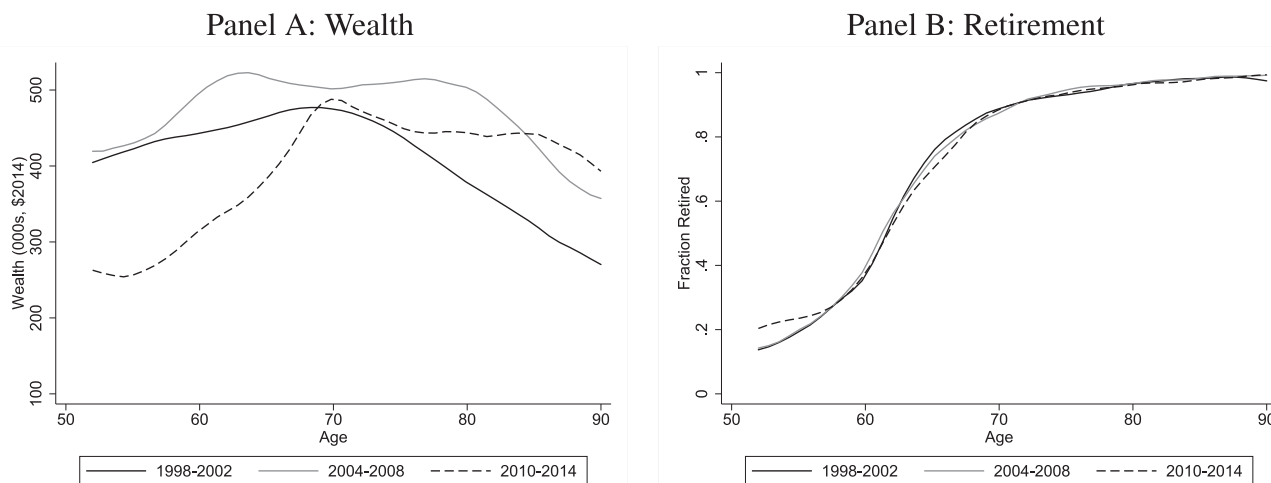 Panel A: Wealth
Wealth (000s, $2014)
500
400
300
200
100
50 60 70 80 90
Age
1998-2002 2004-2008 2010-2014
Panel B: Retirement
Fraction Retired
1
.8
.6
.4
.2
0
50 60 70 80 90
Age
1998-2002 2004-2008 2010-2014